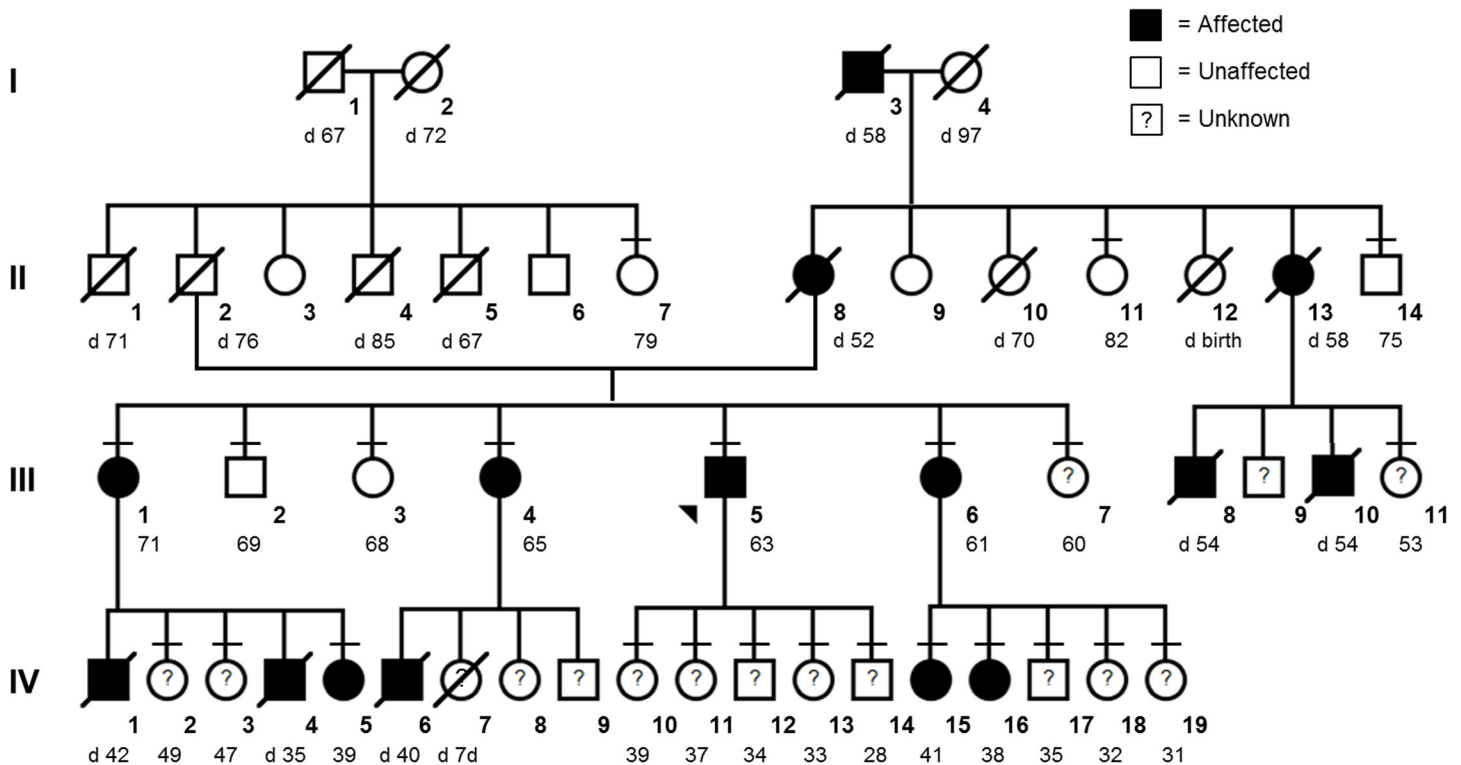 = Affected
I
= Unaffected
1 2 3 4
? = Unknown
d 67 d 72 d 58 d 97
II
1 2 3 4 5 6 7 8 9 10 11 12 13 14
d 71 d 76 d 85 d 67 79 d 52 d 70 82 d birth d 58 75
III
? ? ?
1 2 3 4 5 6 7 8 9 10 11
71 69 68 65 63 61 60 d 54 d 54 53
IV
? ? ? ? ? ? ? ? ? ? ? ? ?
1 2 3 4 5 6 7 8 9 10 11 12 13 14 15 16 17 18 19
d 42 49 47 d 35 39 d 40 d 7d 39 37 34 33 28 41 38 35 32 31